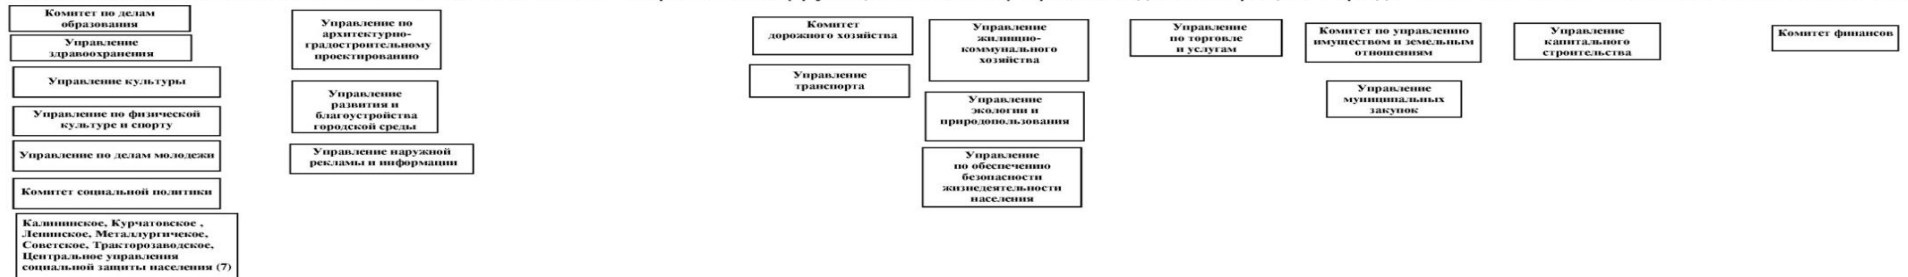 Комитет по делам
образования
Управление
здравоохранения
Управление культуры
Управление по физической
культуре и спорту
Управление по делам молодежи
Комитет социальной политики
Калининское, Курчатовское ,
Ленинское, Металлургическое,
Советское, Тракторозаводское,
Центральное управления
социальной защиты населения (7)
Управление по
архитектурно-
градостроительному
проектированию
Управление
развития и
благоустройства
городской среды
Управление наружной
рекламы и информации
Комитет
дорожного хозяйства
Управление
транспорта
Управление
жилищно-
коммунального
хозяйства
Управление
экологии и
природопользования
Управление
по обеспечению
безопасности
жизнедеятельности
населения
Управление
по торговле
и услугам
Комитет по управлению
имуществом и земельным
отношениям
Управление
муниципальных
закупок
Управление
капитального
строительства
Комитет финансов